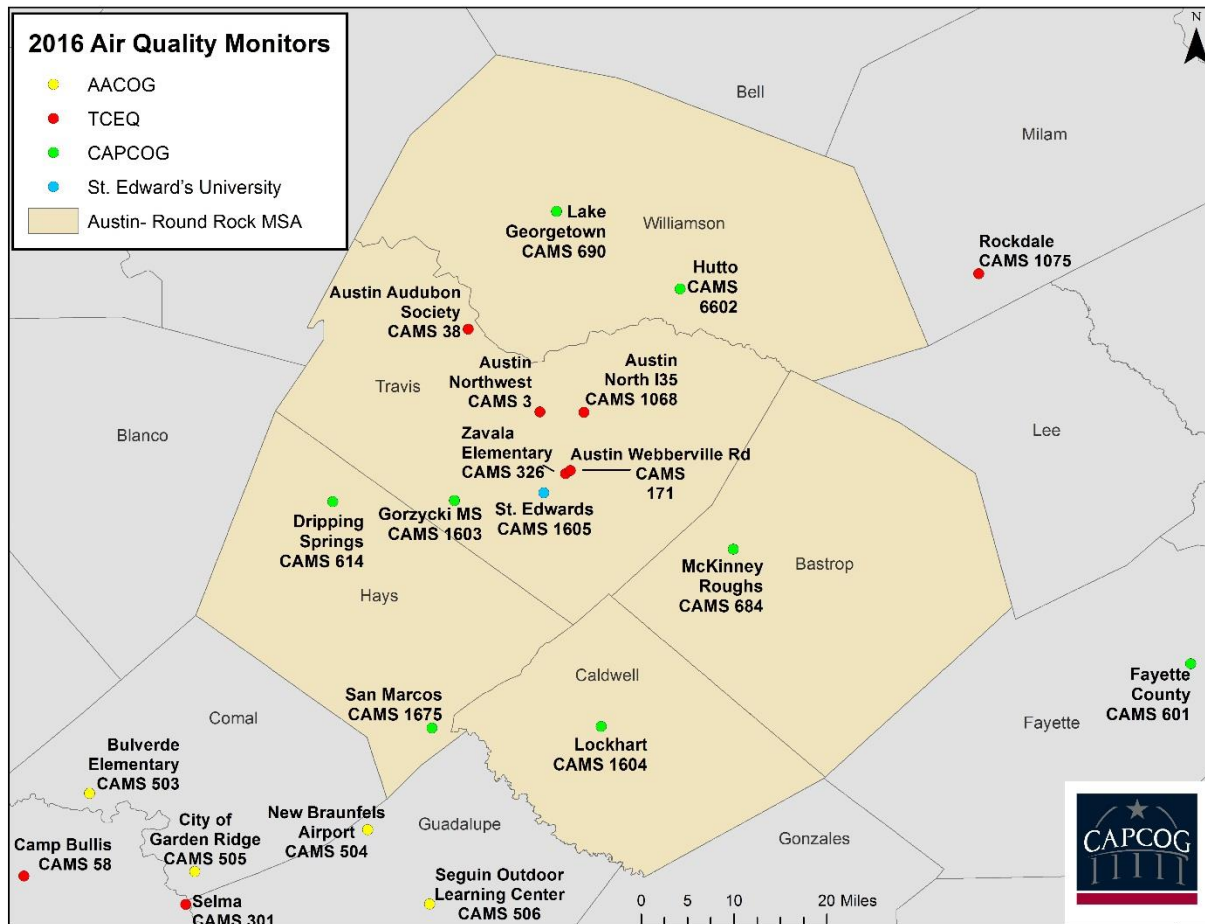 2016 Air Quality Monitors
AACOG
TCEQ
CAPCOG
St. Edward's University
Austin- Round Rock MSA
N
Bell
Milam
Lake
Georgetown
CAMS 690
Williamson
Rockdale
CAMS 1075
Hutto
CAMS
6602
Austin Audubon
Society
CAMS 38
Austin
Northwest
CAMS 3
Austin
North I35
CAMS 1068
Travis
Blanco
Lee
Zavala
Elementary
CAMS 326
Austin Webberville Rd
CAMS
171
Dripping
Springs
CAMS 614
Gorzycki MS
CAMS 1603
St. Edwards
CAMS 1605
McKinney
Roughs
CAMS 684
Bastrop
Hays
Caldwell
San Marcos
CAMS 1675
Lockhart
CAMS 1604
Fayette
County
CAMS 601
Fayette
Comal
Bulverde
Elementary
CAMS 503
City of
Garden Ridge
CAMS 505
New Braunfels
Airport
CAMS 504
Guadalupe
Gonzales
Camp Bullis
CAMS 58
Selma
CAMS 301
Seguin Outdoor
Learning Center
CAMS 506
0 5 10 20 Miles
CAPCOG